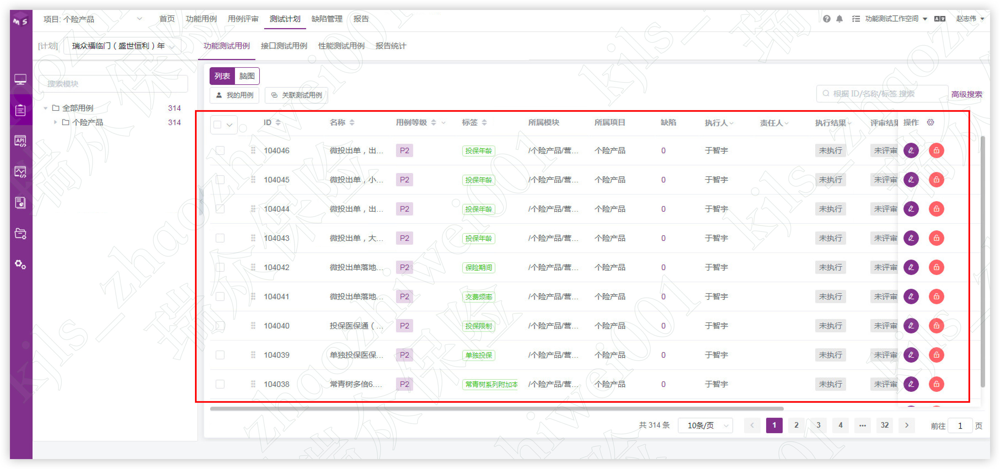 MS
项目: 个险产品 首页 功能用例 用例评审 测试计划 缺陷管理 报告 功能测试工作空间 赵志伟
[计划] 瑞众福临门（盛世恒利）年 功能测试用例 接口测试用例 性能测试用例 报告统计
列表 脑图
搜索模块
我的用例 关联测试用例 根据 ID/名称/标签 搜索 高级搜索
全部用例 314
个险产品 314
API
ID 名称 用例等级 标签 所属模块 所属项目 缺陷 执行人 责任人 执行结果 评审结果 操作
104046 微投出单，出... P2 投保年龄 /个险产品/营... 个险产品 0 于智宇 未执行 未评审
104045 微投出单，小... P2 投保年龄 /个险产品/营... 个险产品 0 于智宇 未执行 未评审
104044 微投出单，出... P2 投保年龄 /个险产品/营... 个险产品 0 于智宇 未执行 未评审
104043 微投出单，大... P2 投保年龄 /个险产品/营... 个险产品 0 于智宇 未执行 未评审
104042 微投出单落地... P2 保险期间 /个险产品/营... 个险产品 0 于智宇 未执行 未评审
104041 微投出单落地... P2 交费频率 /个险产品/营... 个险产品 0 于智宇 未执行 未评审
104040 投保医保通（... P2 投保限制 /个险产品/营... 个险产品 0 于智宇 未执行 未评审
104039 单独投保医保... P2 单独投保 /个险产品/营... 个险产品 0 于智宇 未执行 未评审
104038 常青树多倍6.... P2 常青树系列附加本 /个险产品/营... 个险产品 0 于智宇 未执行 未评审
共 314 条 10条/页 1 2 3 4 ... 32 前往 1 页
kjls_zhaozhiwei001
瑞众保险